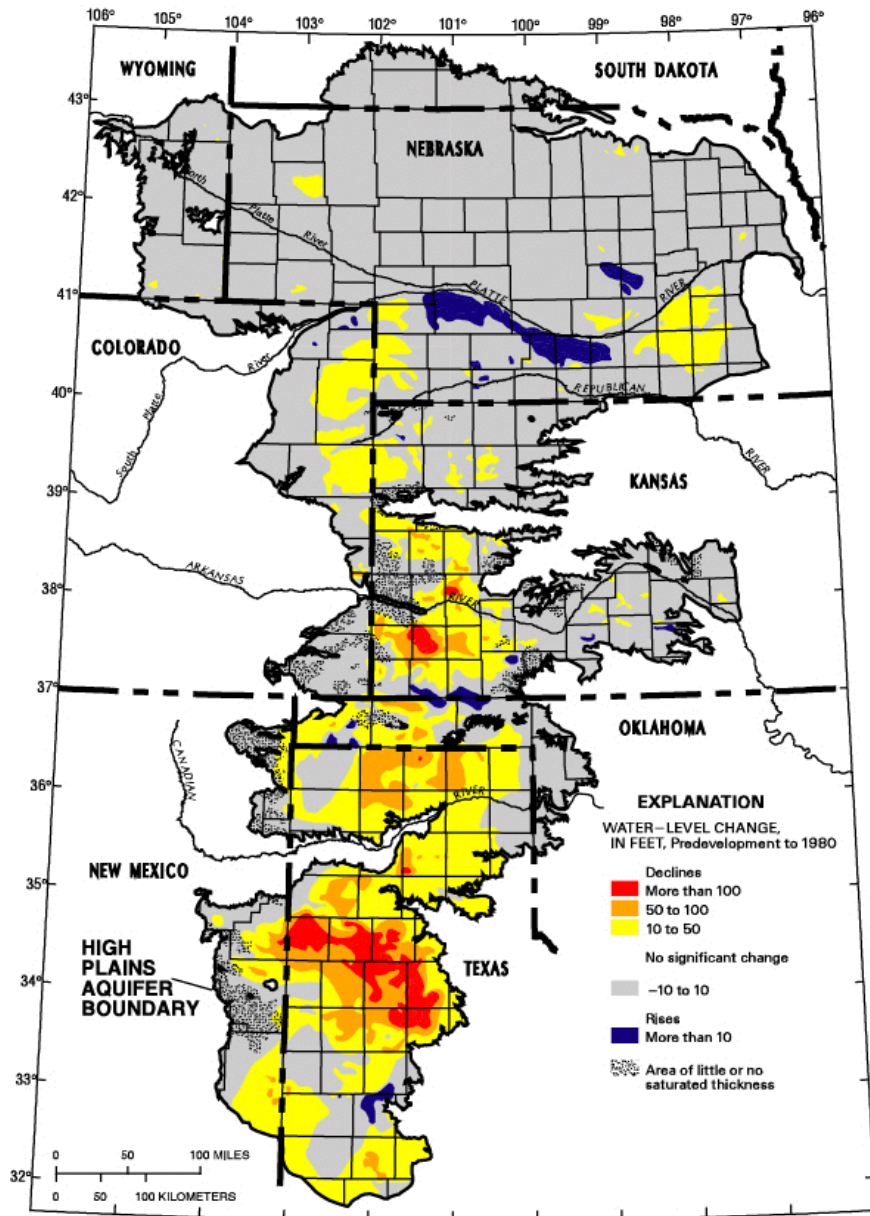 106° 105° 104° 103° 102° 101° 100° 99° 98° 97° 96°
WYOMING
SOUTH DAKOTA
43°
NEBRASKA
North
42°
Platte
River
41°
PLATTE
RIVER
COLORADO
River
40°
REPUBLICAN
South Platte
RIVER
39°
KANSAS
ARKANSAS
38°
RIVER
37°
OKLAHOMA
CANADIAN
36°
RIVER
EXPLANATION
WATER–LEVEL CHANGE,
IN FEET, Predevelopment to 1980
NEW MEXICO
35°
Declines
More than 100
50 to 100
10 to 50
HIGH
PLAINS
AQUIFER
BOUNDARY
TEXAS
No significant change
34°
–10 to 10
Rises
More than 10
Area of little or no
saturated thickness
33°
0 50 100 MILES
32°
0 50 100 KILOMETERS